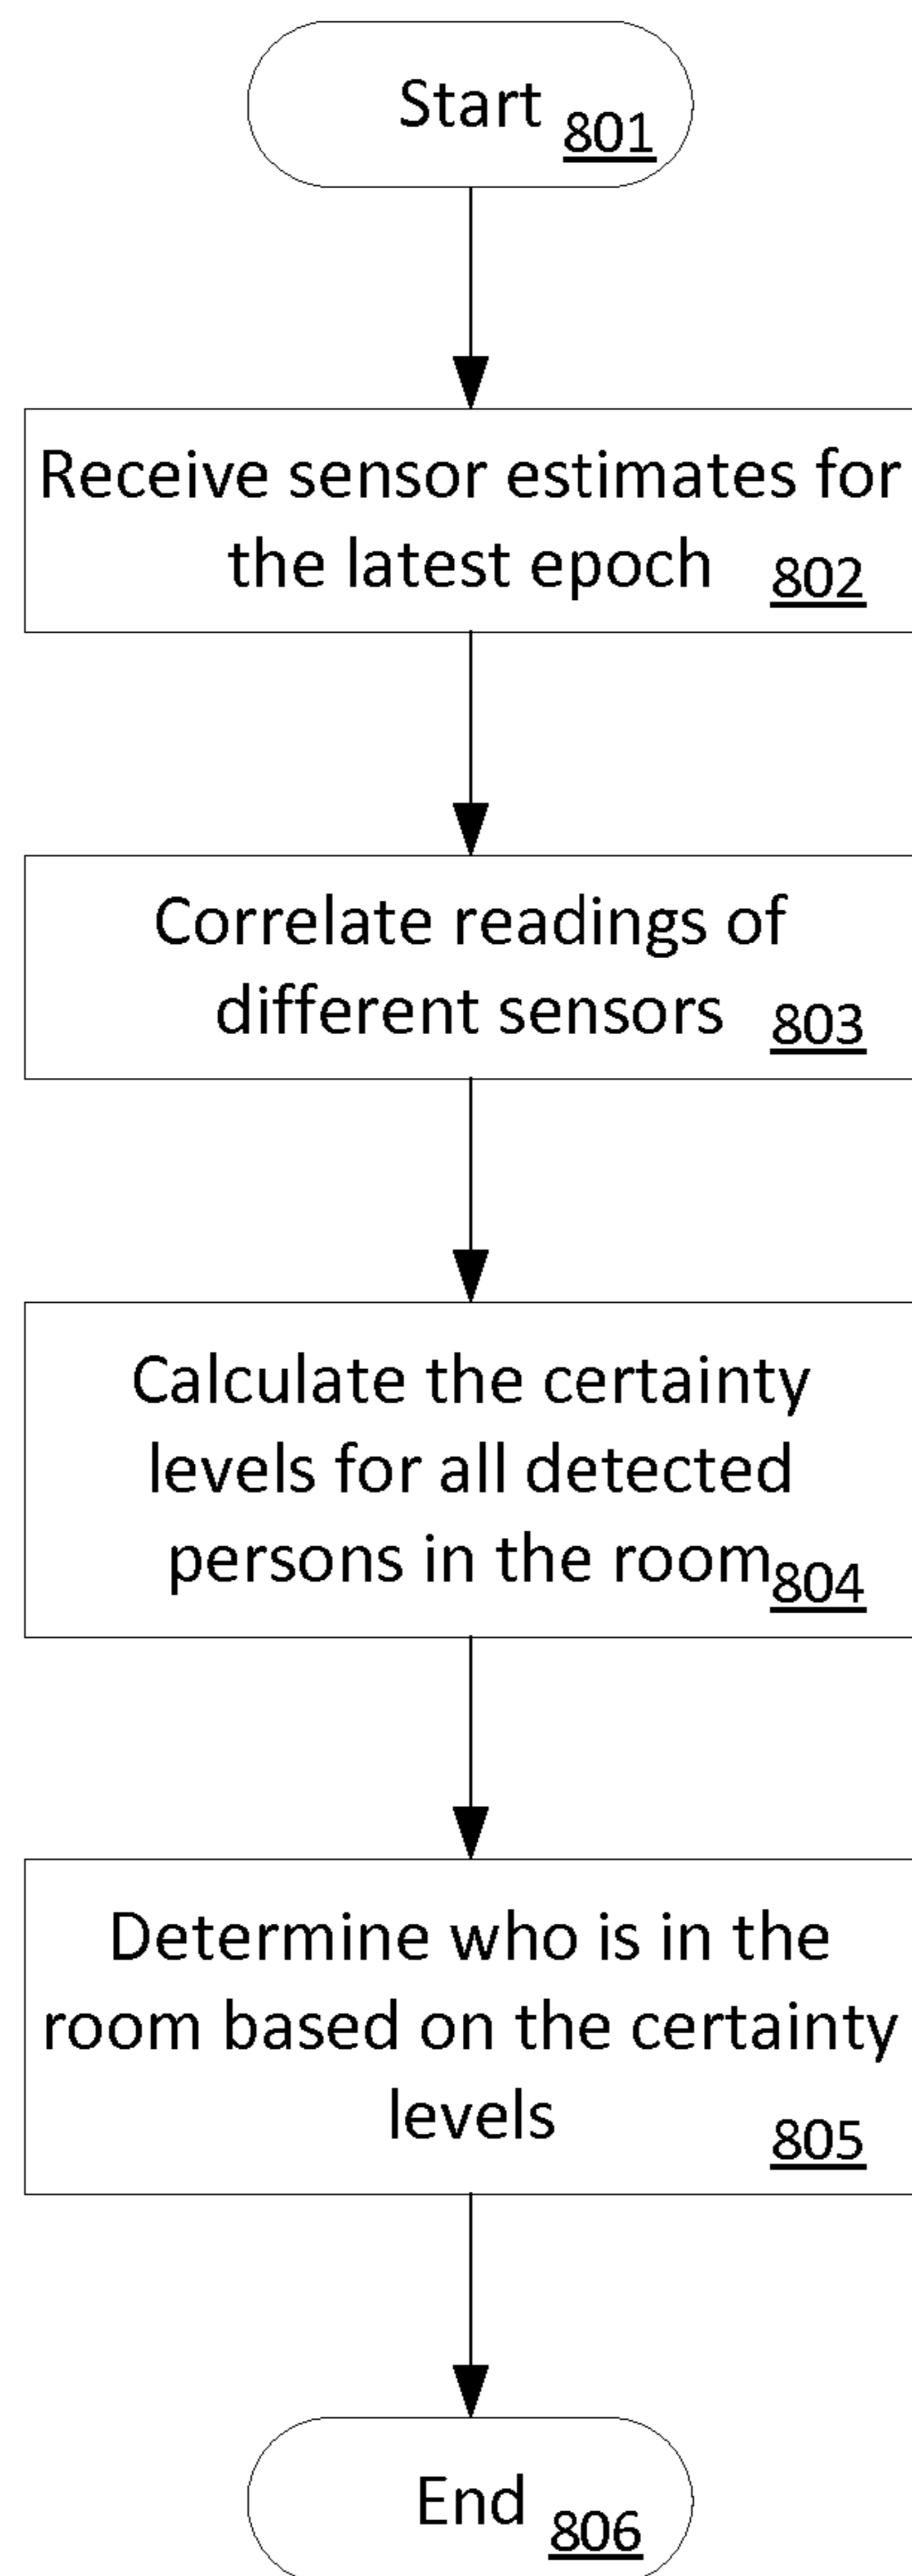 Start 801
Receive sensor estimates for
the latest epoch 802
Correlate readings of
different sensors 803
Calculate the certainty
levels for all detected
persons in the room 804
Determine who is in the
room based on the certainty
levels 805
End 806